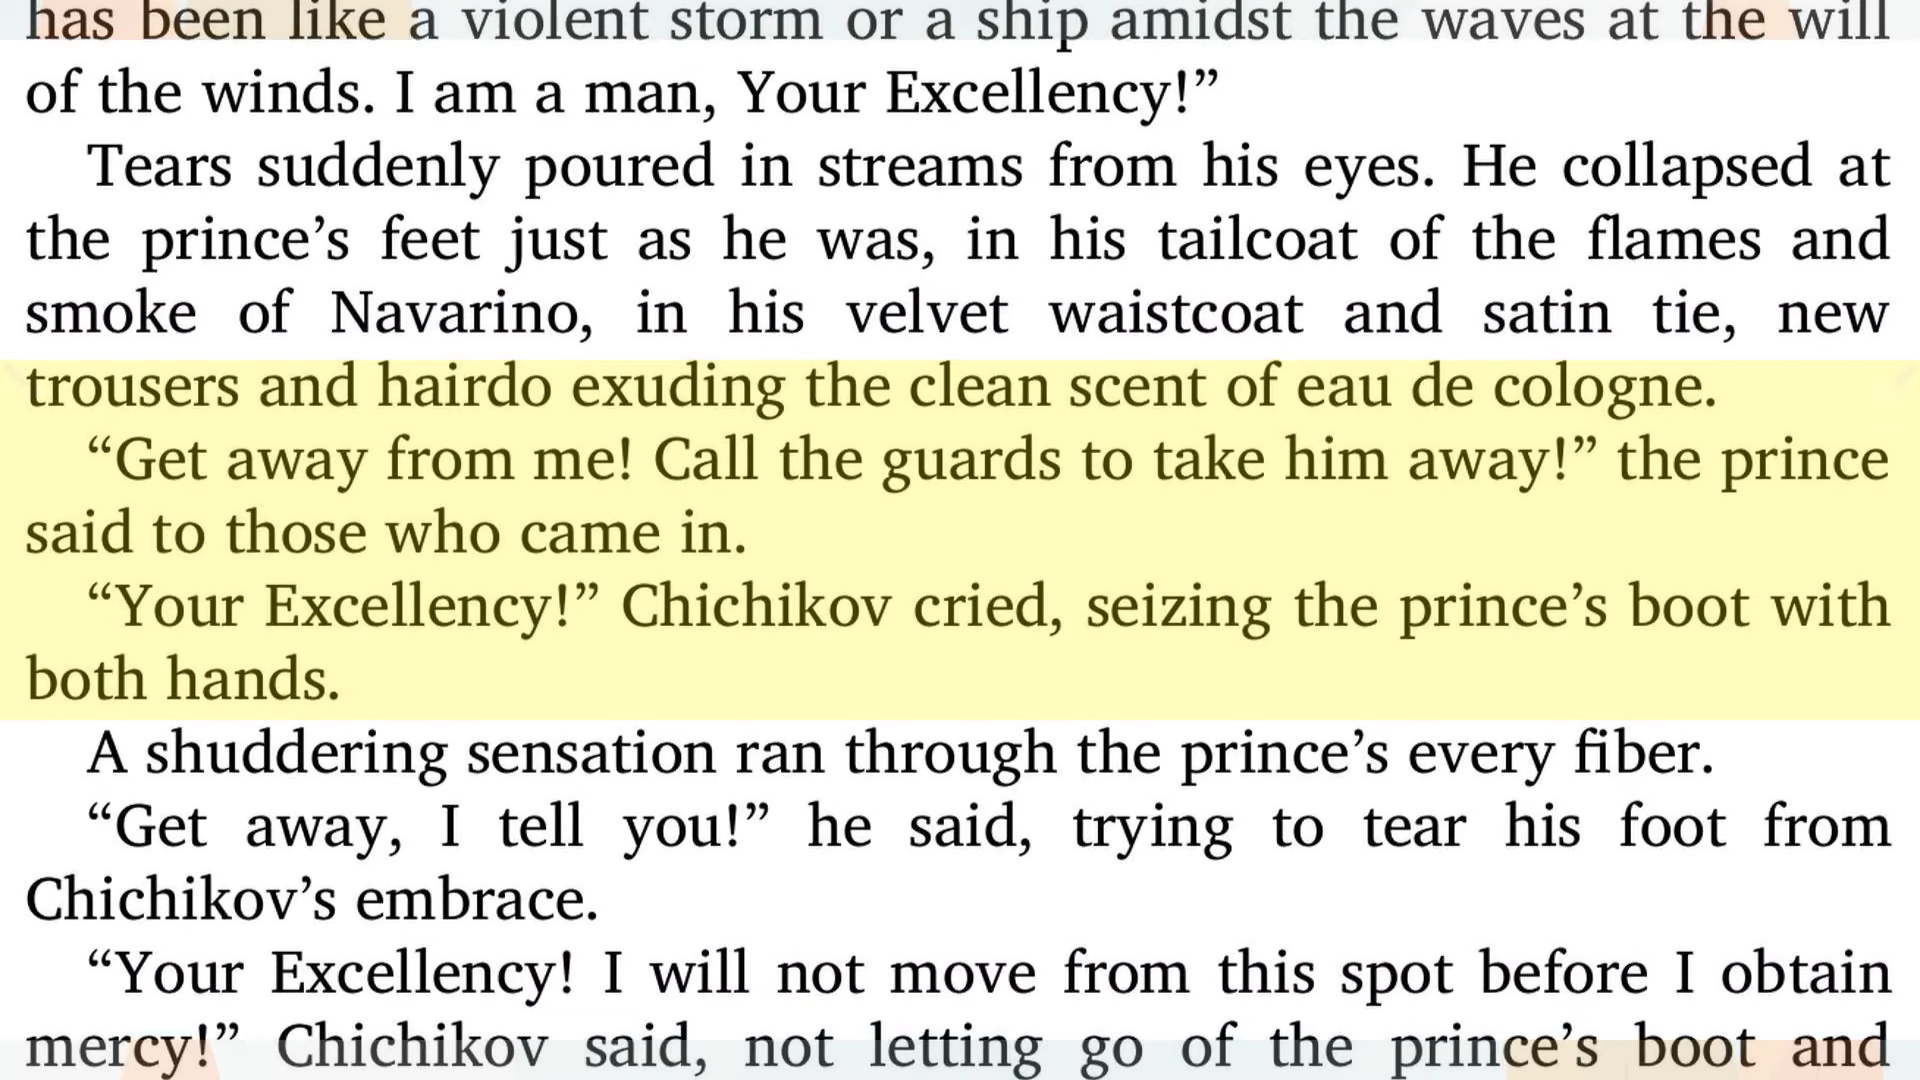 has been like a violent storm or a ship amidst the waves at the will
of the winds. I am a man, Your Excellency!”
Tears suddenly poured in streams from his eyes. He collapsed at
the prince’s feet just as he was, in his tailcoat of the flames and
smoke of Navarino, in his velvet waistcoat and satin tie, new
trousers and hairdo exuding the clean scent of eau de cologne.
“Get away from me! Call the guards to take him away!” the prince
said to those who came in.
“Your Excellency!” Chichikov cried, seizing the prince’s boot with
both hands.
A shuddering sensation ran through the prince’s every fiber.
“Get away, I tell you!” he said, trying to tear his foot from
Chichikov’s embrace.
“Your Excellency! I will not move from this spot before I obtain
mercy!” Chichikov said, not letting go of the prince’s boot and